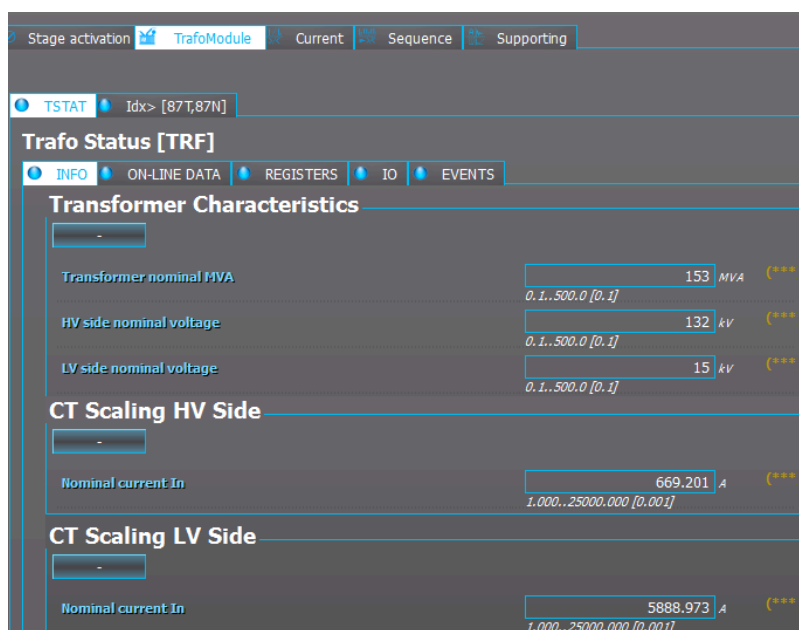 Stage activation TrafoModule Current Sequence Supporting
TSTAT Idx> [87T,87N]
Trafo Status [TRF]
INFO ON-LINE DATA REGISTERS IO EVENTS
Transformer Characteristics
-
Transformer nominal MVA 153 MVA (***
0.1..500.0 [0.1]
HV side nominal voltage 132 kV (***
0.1..500.0 [0.1]
LV side nominal voltage 15 kV (***
0.1..500.0 [0.1]
CT Scaling HV Side
-
Nominal current In 669.201 A (***
1.000..25000.000 [0.001]
CT Scaling LV Side
-
Nominal current In 5888.973 A (***
1.000..25000.000 [0.001]